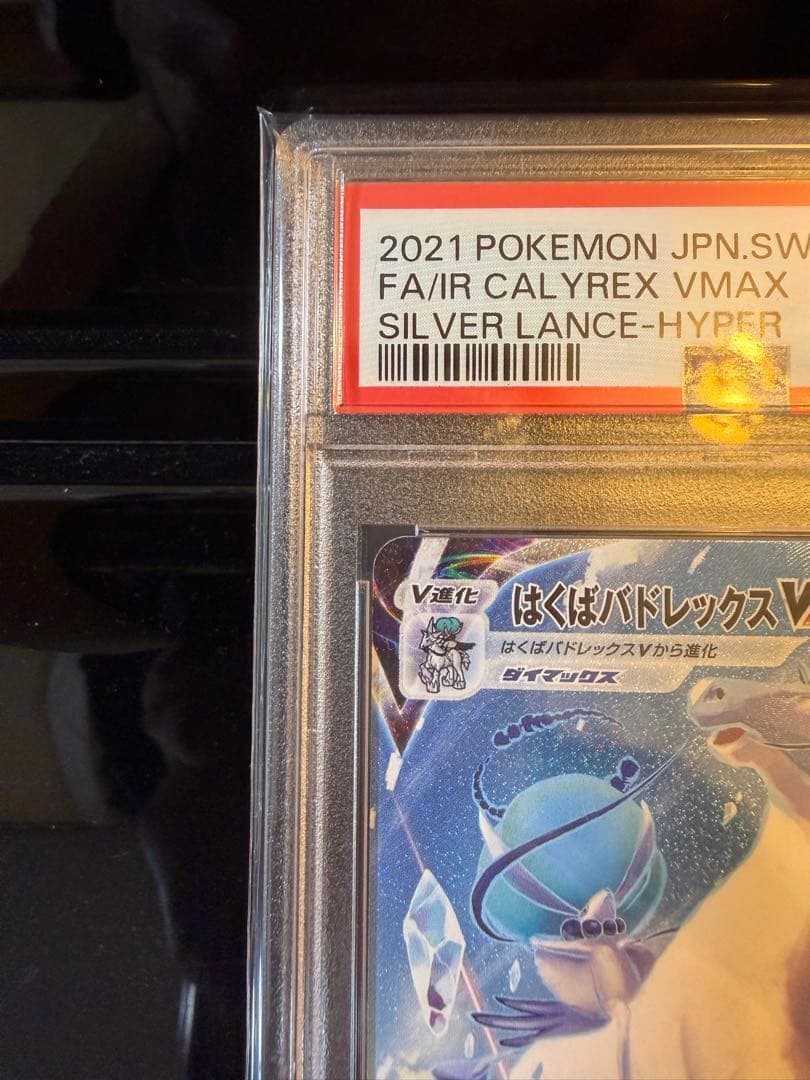 2021 POKEMON JPN.SW
FA/IR CALYREX VMAX
SILVER LANCE-HYPER
V進化
はくばバドレックスV
はくばバドレックスVから進化
ダイマックス